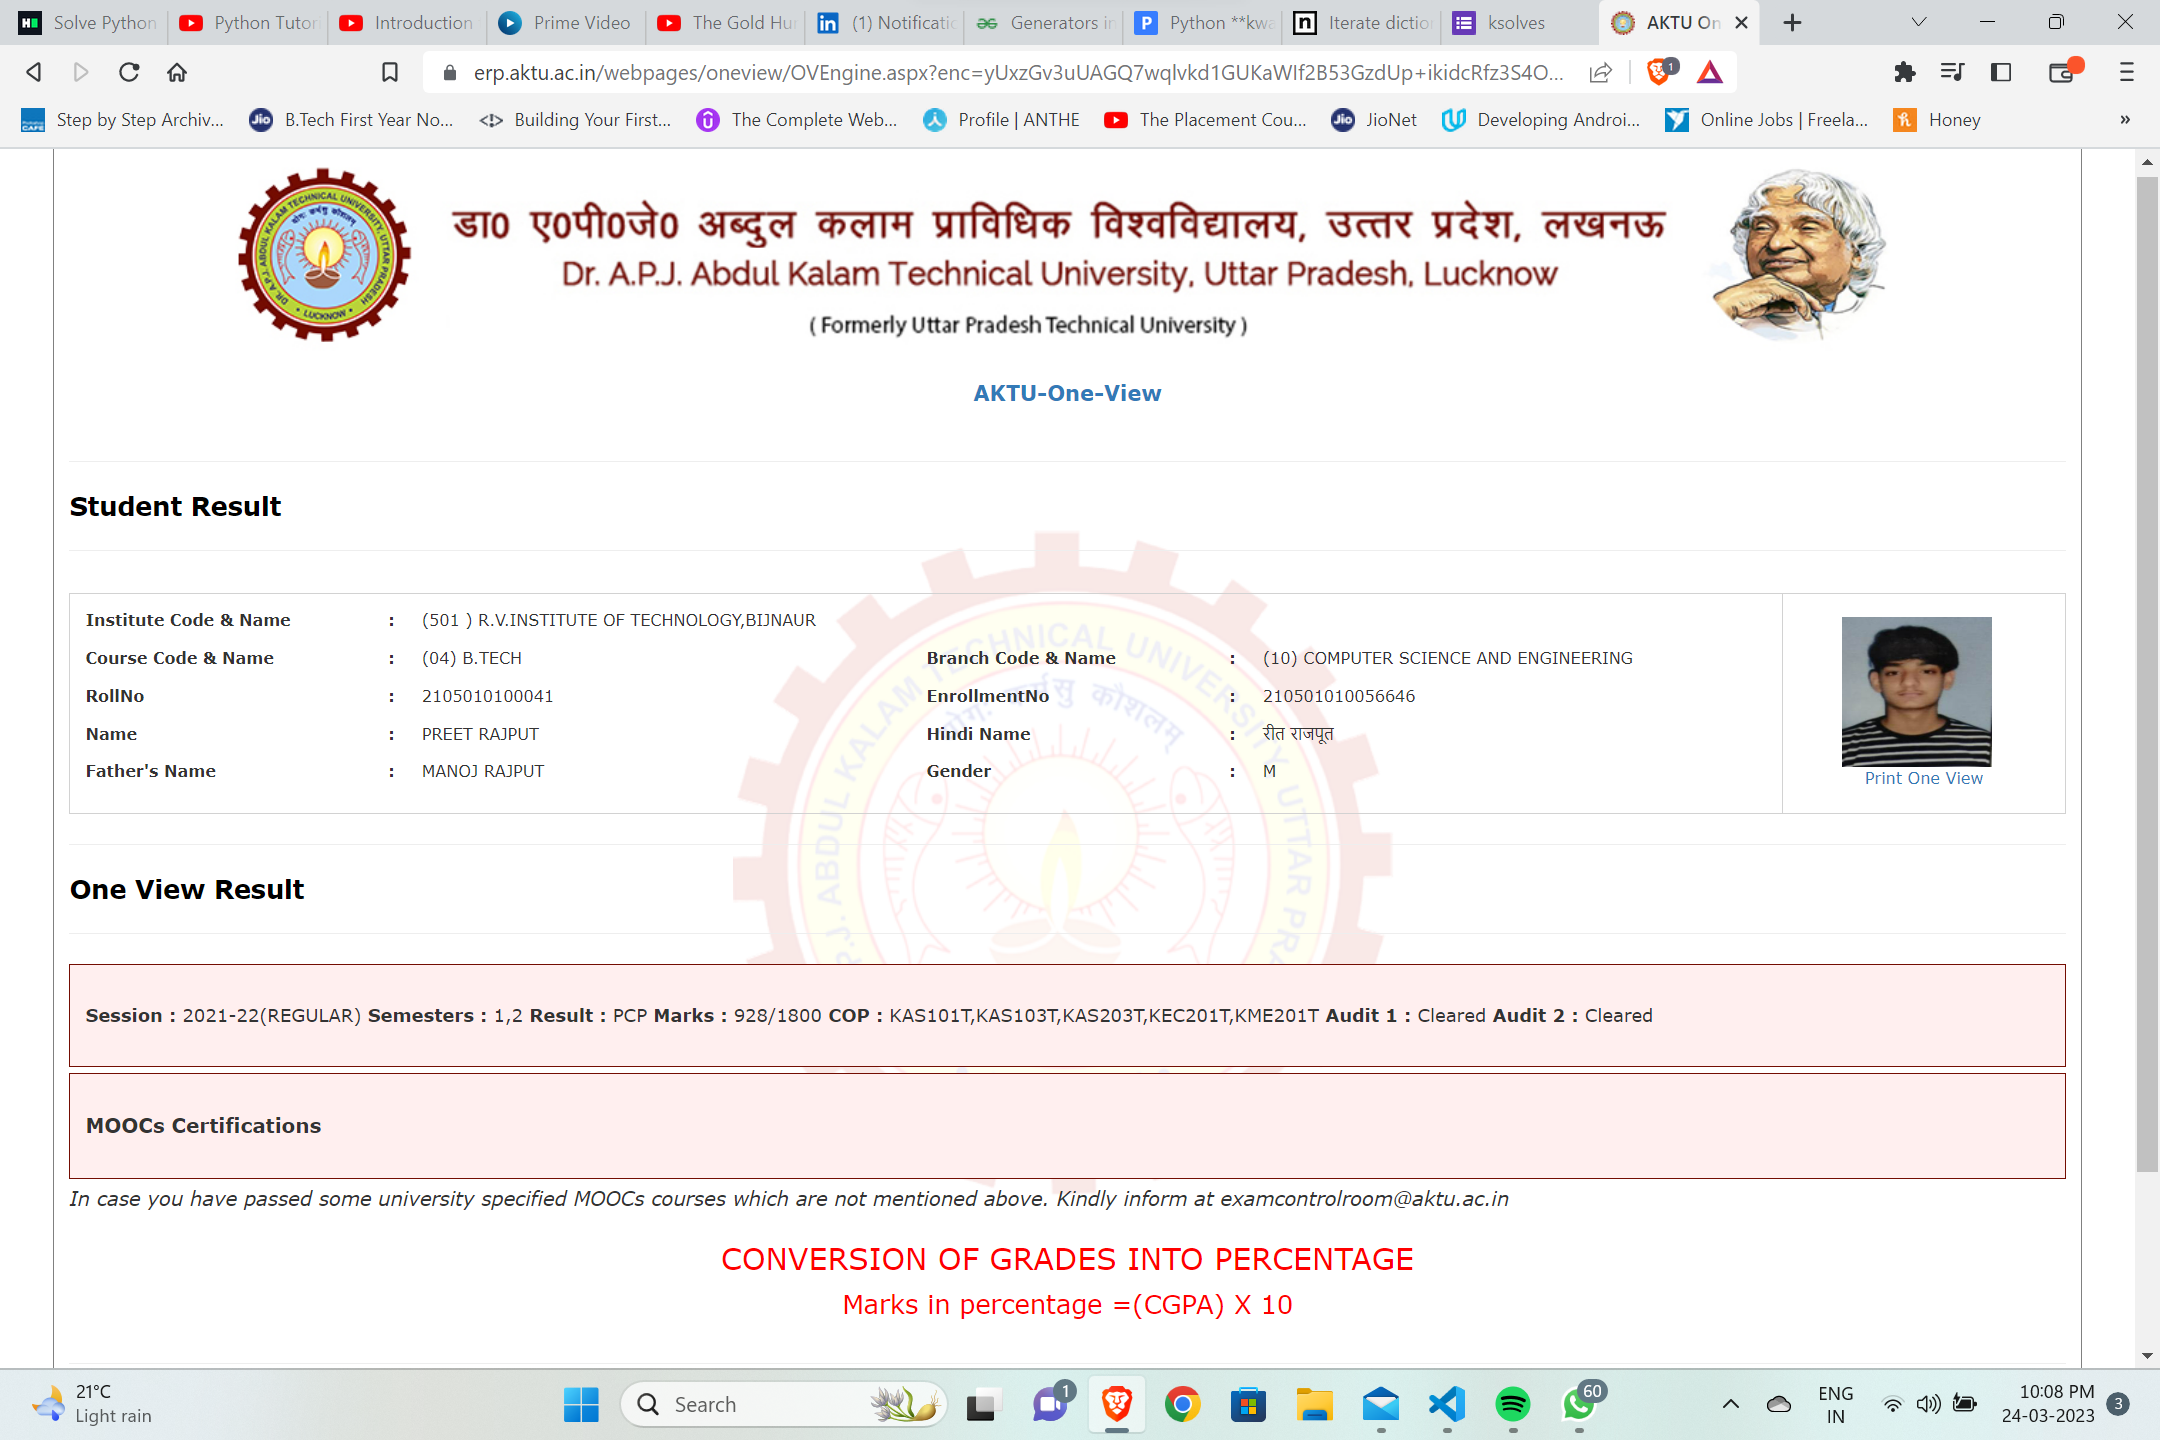 Solve Python
Python Tutor
Introduction
Prime Video
The Gold Hu
(1) Notificatio
Generators in
Python **kwa
Iterate dictio
ksolves
AKTU On
erp.aktu.ac.in/webpages/oneview/OVEngine.aspx?enc=yUxzGv3uUAGQ7wqlvkd1GUKaWIf2B53GzdUp+ikidcRfz3S4O...
1
Step by Step Archiv...
B.Tech First Year No...
Building Your First...
The Complete Web...
Profile | ANTHE
The Placement Cou...
JioNet
Developing Androi...
Online Jobs | Freela...
Honey
»
डा0 ए0पी0जे0 अब्दुल कलाम प्राविधिक विश्वविद्यालय, उत्तर प्रदेश, लखनऊ
Dr. A.P.J. Abdul Kalam Technical University, Uttar Pradesh, Lucknow
( Formerly Uttar Pradesh Technical University )
AKTU-One-View
Student Result
Institute Code & Name : (501 ) R.V.INSTITUTE OF TECHNOLOGY,BIJNAUR
Course Code & Name : (04) B.TECH Branch Code & Name : (10) COMPUTER SCIENCE AND ENGINEERING
RollNo : 2105010100041 EnrollmentNo : 210501010056646
Name : PREET RAJPUT Hindi Name : रीत राजपूत
Father's Name : MANOJ RAJPUT Gender : M
Print One View
One View Result
Session : 2021-22(REGULAR) Semesters : 1,2 Result : PCP Marks : 928/1800 COP : KAS101T,KAS103T,KAS203T,KEC201T,KME201T Audit 1 : Cleared Audit 2 : Cleared
MOOCs Certifications
In case you have passed some university specified MOOCs courses which are not mentioned above. Kindly inform at examcontrolroom@aktu.ac.in
CONVERSION OF GRADES INTO PERCENTAGE
Marks in percentage =(CGPA) X 10
21°C
Light rain
Search
1
60
ENG
IN
10:08 PM
24-03-2023
3